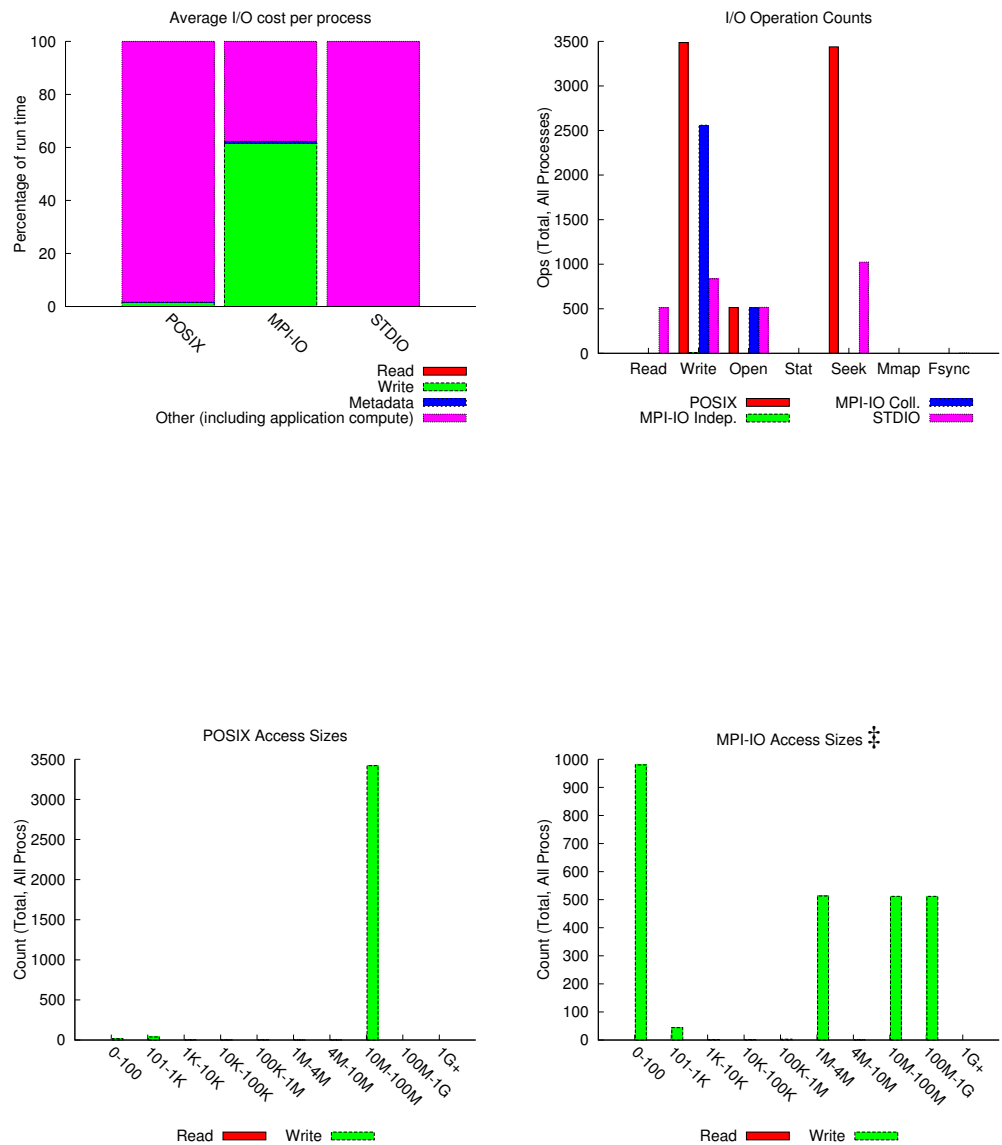 Average I/O cost per process
100
80
60
40
20
0
Percentage of run time
POSIX
MPI-IO
STDIO
Read
Write
Metadata
Other (including application compute)
I/O Operation Counts
3500
3000
2500
2000
1500
1000
500
0
Ops (Total, All Processes)
Read Write Open Stat Seek Mmap Fsync
POSIX MPI-IO Coll.
MPI-IO Indep. STDIO
POSIX Access Sizes
3500
3000
2500
2000
1500
1000
500
0
Count (Total, All Procs)
0-100
101-1K
1K-10K
10K-100K
100K-1M
1M-4M
4M-10M
10M-100M
100M-1G
1G+
Read Write
MPI-IO Access Sizes ‡
1000
900
800
700
600
500
400
300
200
100
0
Count (Total, All Procs)
0-100
101-1K
1K-10K
10K-100K
100K-1M
1M-4M
4M-10M
10M-100M
100M-1G
1G+
Read Write